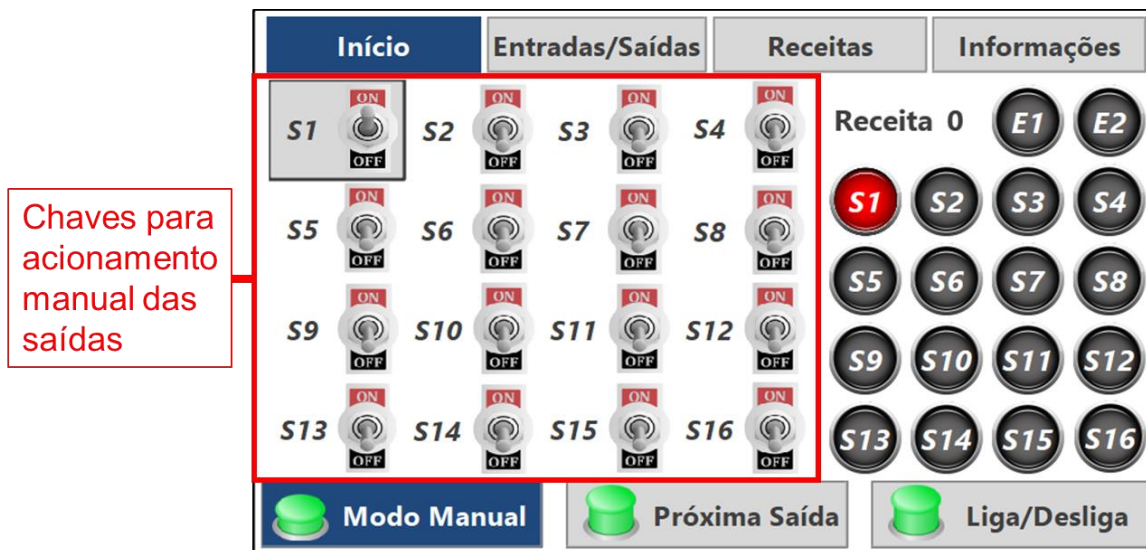 Início Entradas/Saídas Receitas Informações
ON ON ON ON
S1 S2 S3 S4
OFF OFF OFF OFF
Receita 0 E1 E2
ON ON ON ON
S5 S6 S7 S8
OFF OFF OFF OFF
S1 S2 S3 S4
Chaves para
acionamento
manual das
saídas
ON ON ON ON
S9 S10 S11 S12
OFF OFF OFF OFF
S5 S6 S7 S8
S9 S10 S11 S12
ON ON ON ON
S13 S14 S15 S16
OFF OFF OFF OFF
S13 S14 S15 S16
Modo Manual Próxima Saída Liga/Desliga